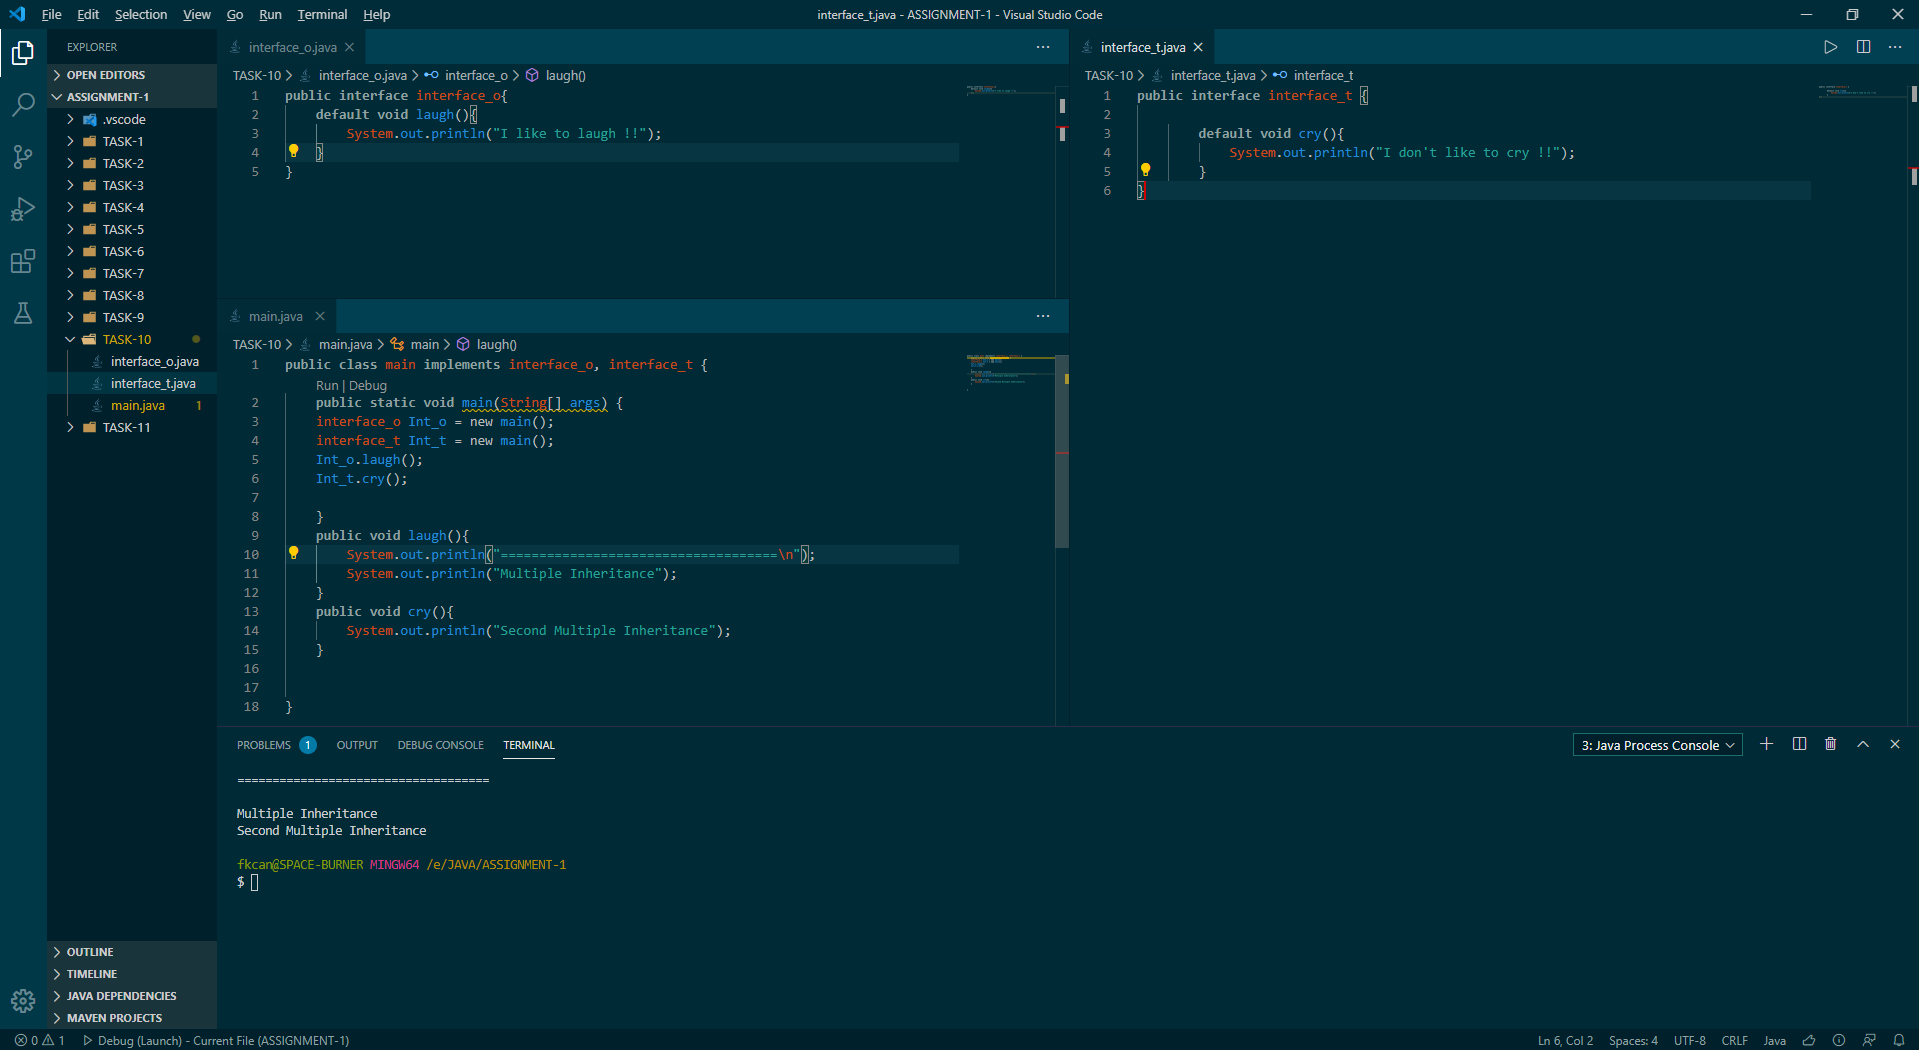 File Edit Selection View Go Run Terminal Help
interface_t.java - ASSIGNMENT-1 - Visual Studio Code
EXPLORER
OPEN EDITORS
ASSIGNMENT-1
.vscode
TASK-1
TASK-2
TASK-3
TASK-4
TASK-5
TASK-6
TASK-7
TASK-8
TASK-9
TASK-10
interface_o.java
interface_t.java
main.java 1
TASK-11
OUTLINE
TIMELINE
JAVA DEPENDENCIES
MAVEN PROJECTS
interface_o.java
TASK-10 > interface_o.java > interface_o > laugh()
1 public interface interface_o{
2 default void laugh(){
3 System.out.println("I like to laugh !!");
4 }
5 }
main.java
TASK-10 > main.java > main > laugh()
1 public class main implements interface_o, interface_t {
Run | Debug
2 public static void main(String[] args) {
3 interface_o Int_o = new main();
4 interface_t Int_t = new main();
5 Int_o.laugh();
6 Int_t.cry();
7
8 }
9 public void laugh(){
10 System.out.println("====================================\n");
11 System.out.println("Multiple Inheritance");
12 }
13 public void cry(){
14 System.out.println("Second Multiple Inheritance");
15 }
16
17
18 }
interface_t.java
TASK-10 > interface_t.java > interface_t
1 public interface interface_t {
2
3 default void cry(){
4 System.out.println("I don't like to cry !!");
5 }
6 }
PROBLEMS 1 OUTPUT DEBUG CONSOLE TERMINAL
3: Java Process Console
====================================
Multiple Inheritance
Second Multiple Inheritance
fkcan@SPACE-BURNER MINGW64 /e/JAVA/ASSIGNMENT-1
$
0 1 Debug (Launch) - Current File (ASSIGNMENT-1)
Ln 6, Col 2 Spaces: 4 UTF-8 CRLF Java